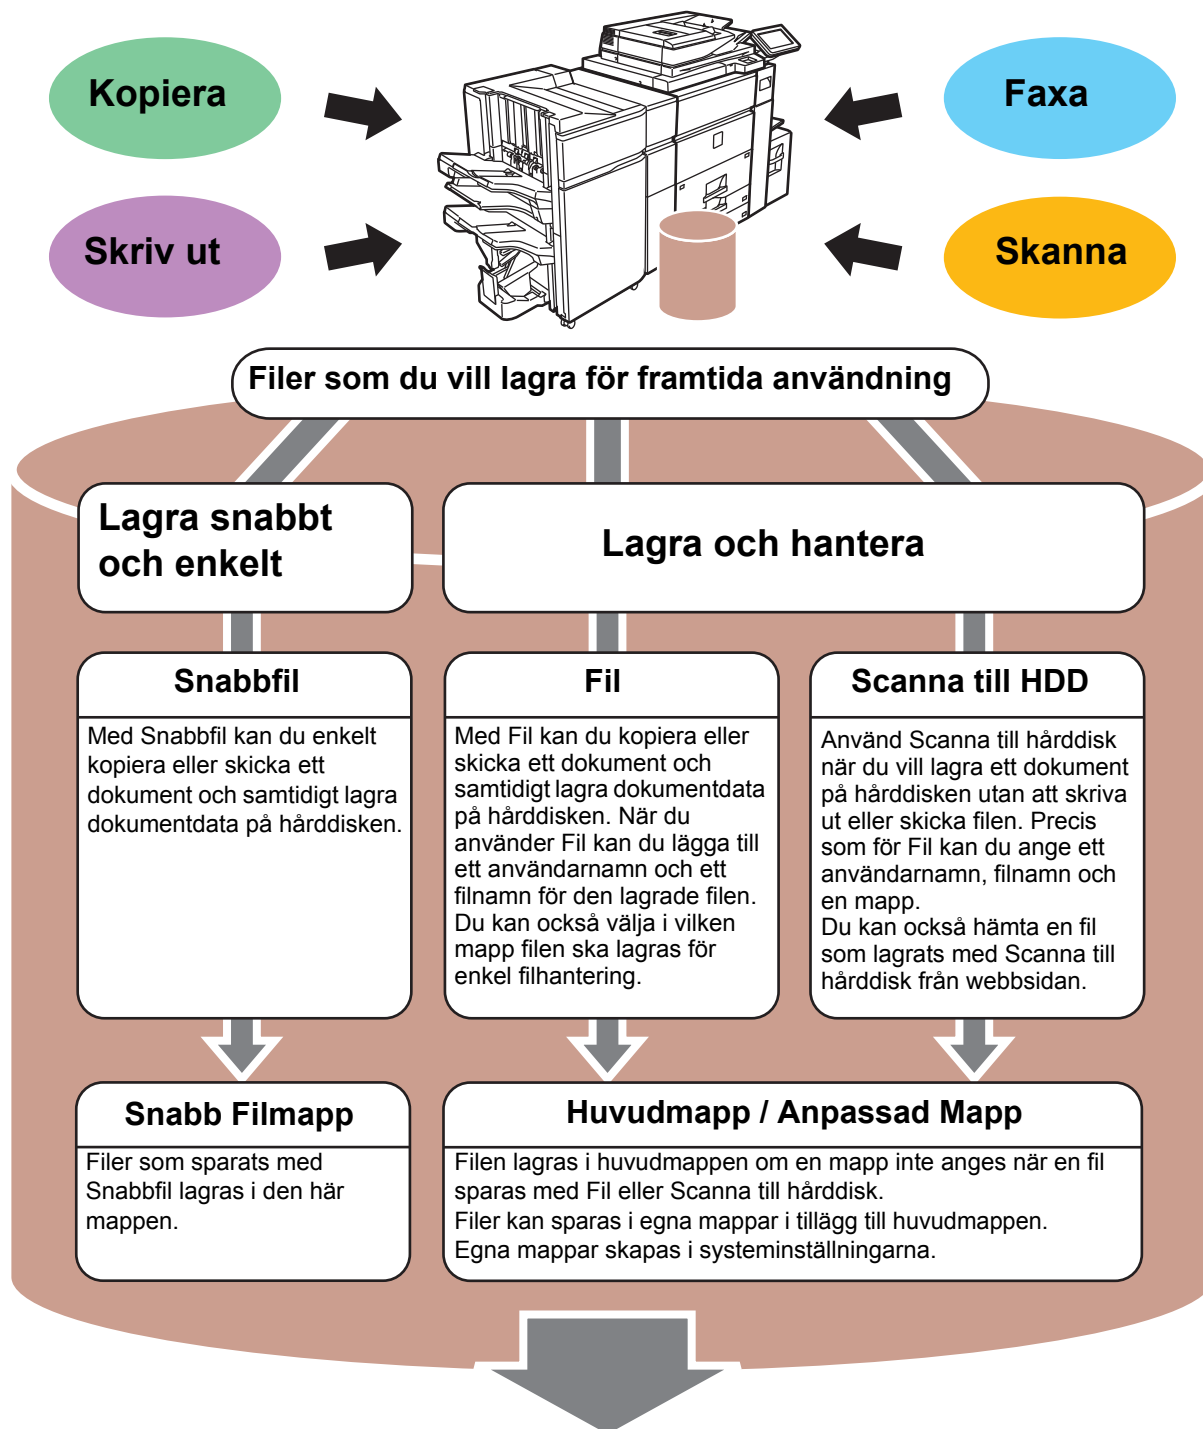 Kopiera
Faxa
Skriv ut
Skanna
Filer som du vill lagra för framtida användning
Lagra snabbt
och enkelt
Lagra och hantera
Snabbfil
Med Snabbfil kan du enkelt
kopiera eller skicka ett
dokument och samtidigt lagra
dokumentdata på hårddisken.
Fil
Med Fil kan du kopiera eller
skicka ett dokument och
samtidigt lagra dokumentdata
på hårddisken. När du
använder Fil kan du lägga till
ett användarnamn och ett
filnamn för den lagrade filen.
Du kan också välja i vilken
mapp filen ska lagras för
enkel filhantering.
Scanna till HDD
Använd Scanna till hårddisk
när du vill lagra ett dokument
på hårddisken utan att skriva
ut eller skicka filen. Precis
som för Fil kan du ange ett
användarnamn, filnamn och
en mapp.
Du kan också hämta en fil
som lagrats med Scanna till
hårddisk från webbsidan.
Snabb Filmapp
Filer som sparats med
Snabbfil lagras i den här
mappen.
Huvudmapp / Anpassad Mapp
Filen lagras i huvudmappen om en mapp inte anges när en fil
sparas med Fil eller Scanna till hårddisk.
Filer kan sparas i egna mappar i tillägg till huvudmappen.
Egna mappar skapas i systeminställningarna.